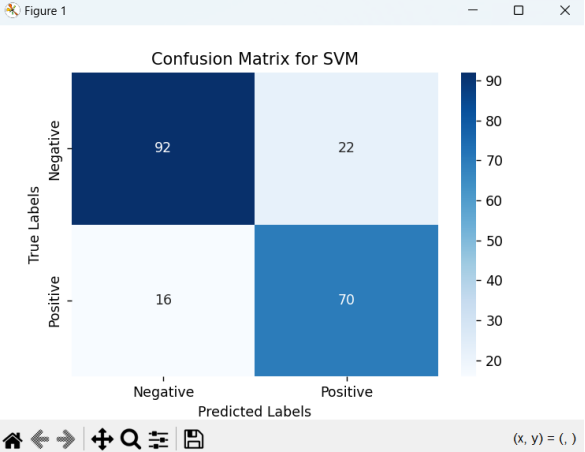 Figure 1
Confusion Matrix for SVM
True Labels
Negative
Positive
92
22
16
70
Negative
Positive
Predicted Labels
90
80
70
60
50
40
30
20
(x, y) = (, )